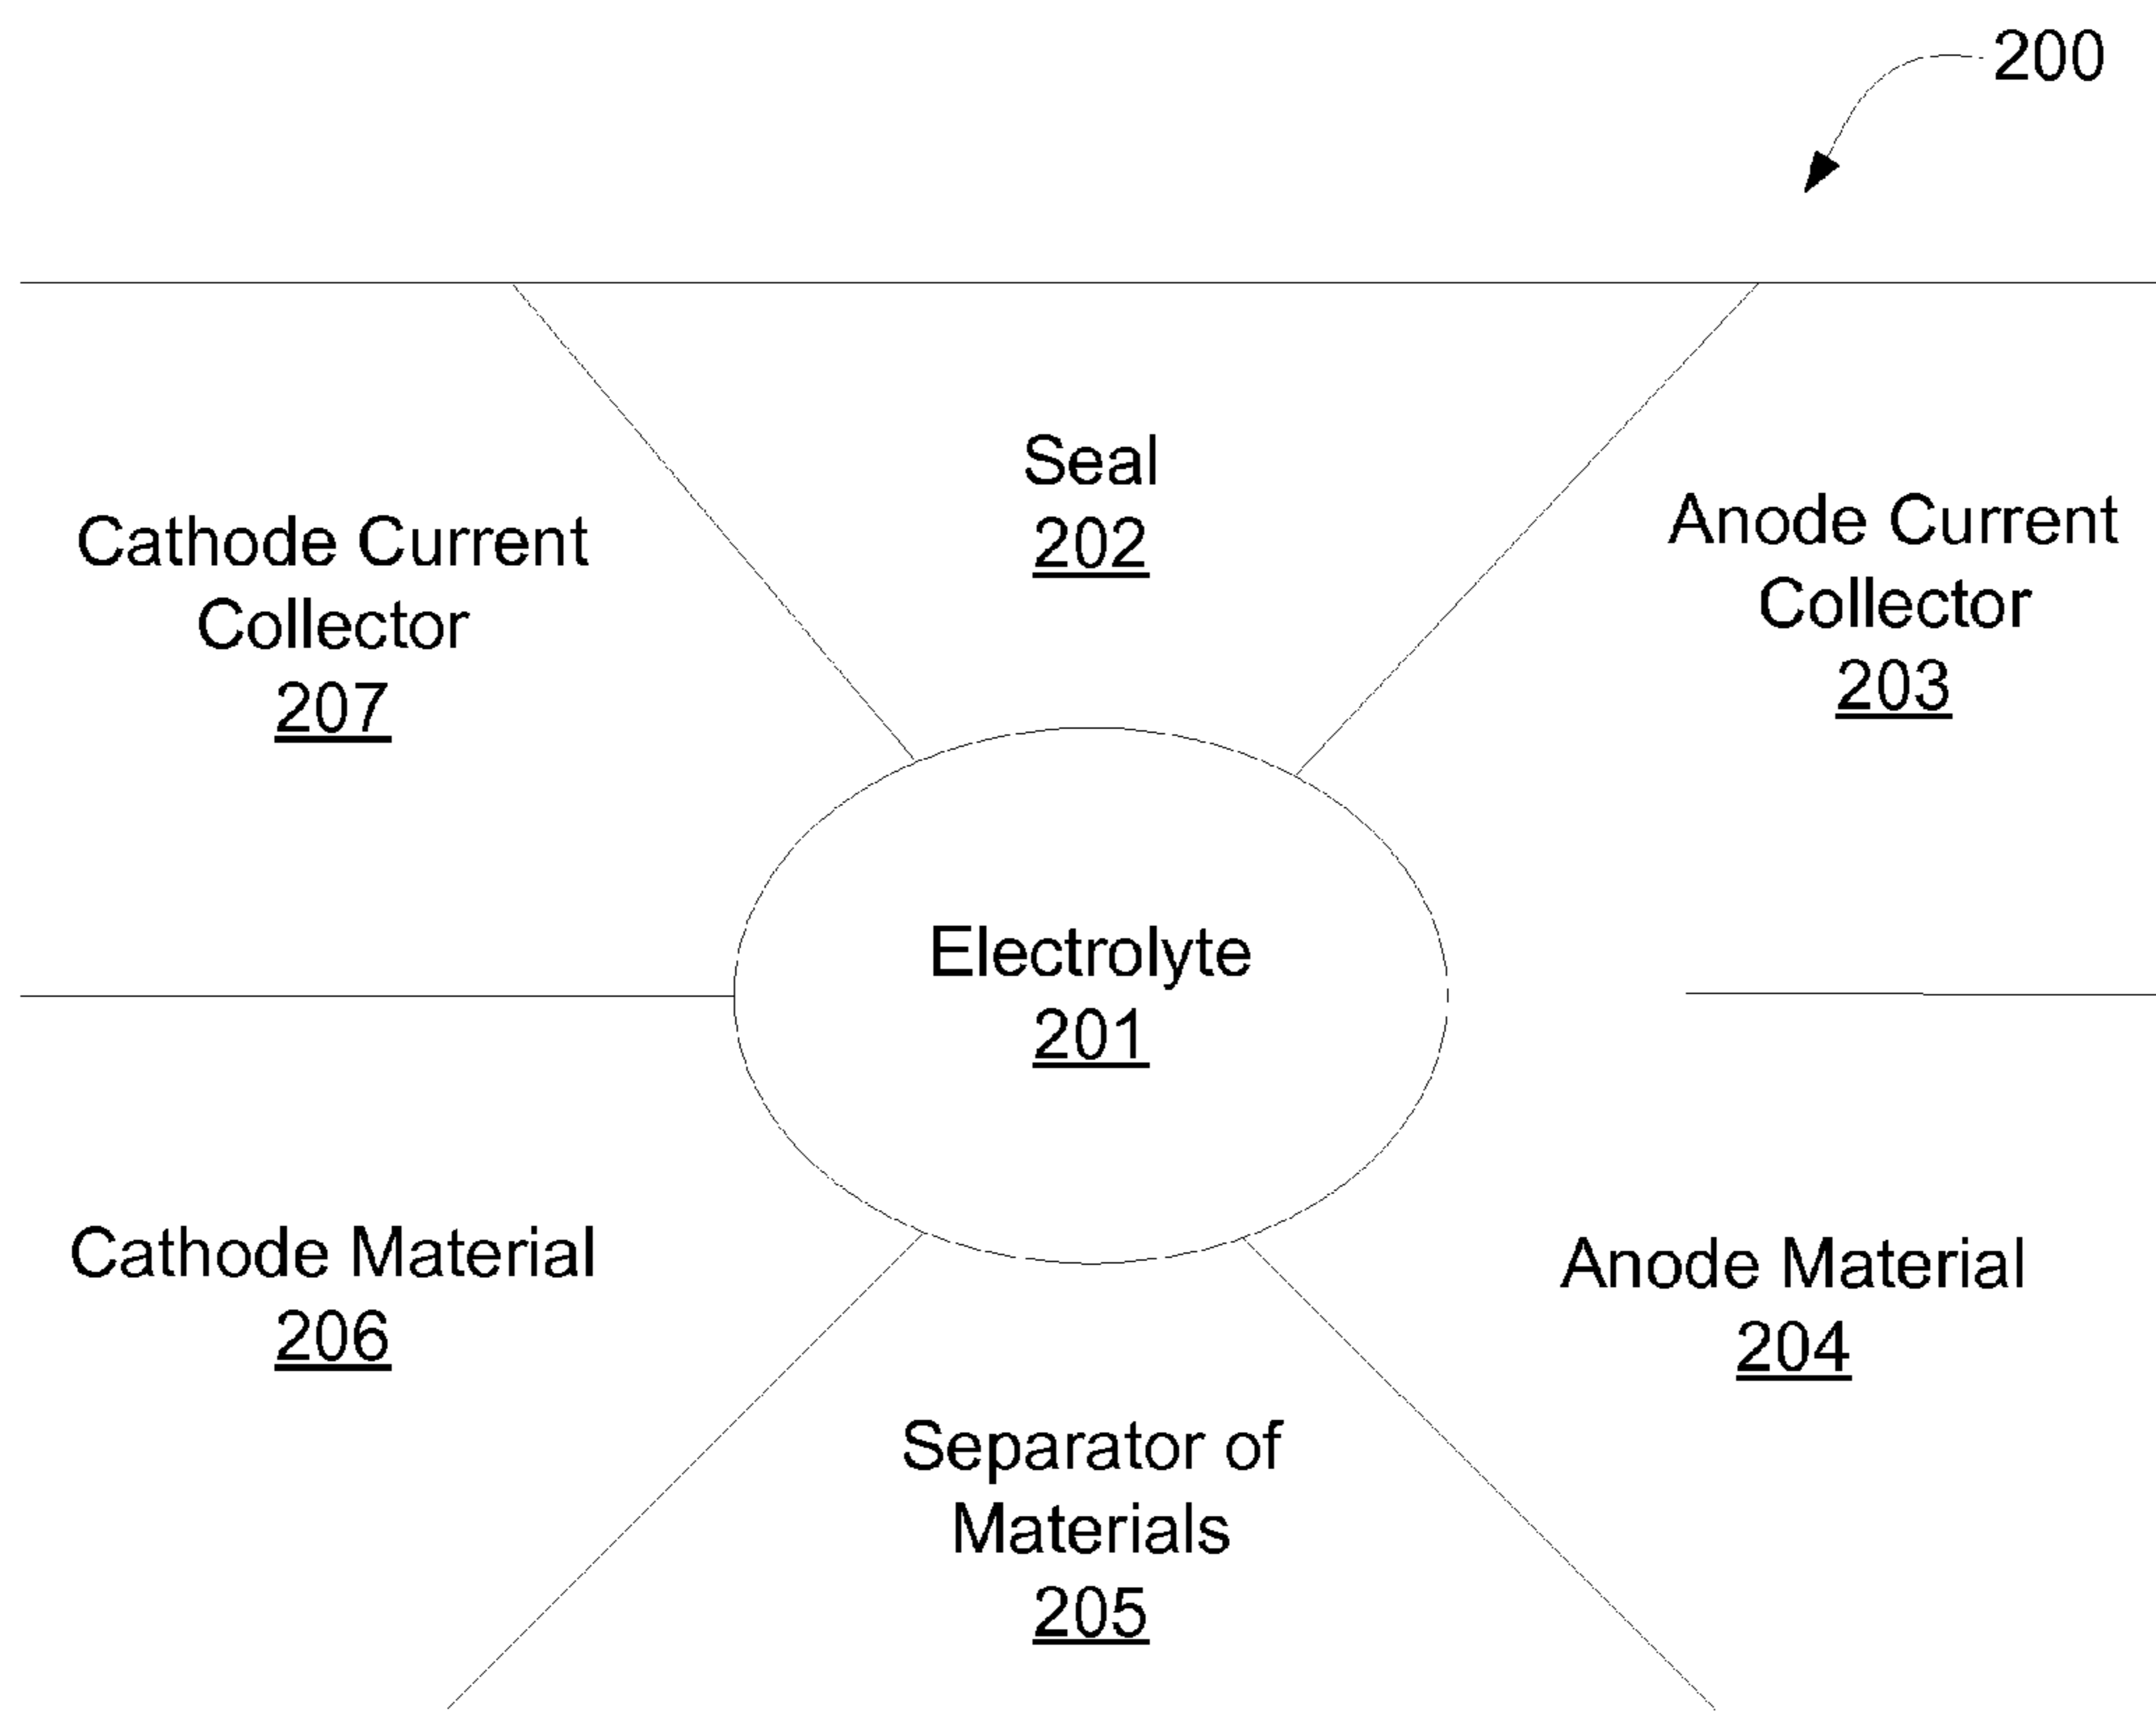 200
Seal
202
Cathode Current
Collector
207
Anode Current
Collector
203
Electrolyte
201
Cathode Material
206
Anode Material
204
Separator of
Materials
205